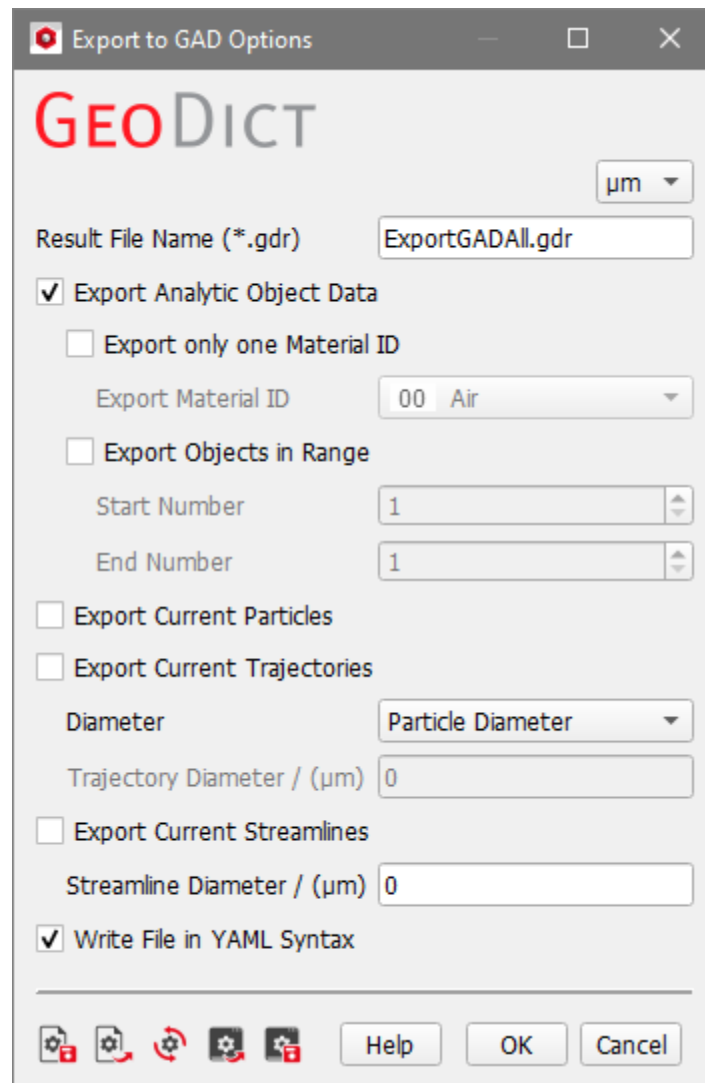 Export to GAD Options
GEODICT
µm
Result File Name (*.gdr) ExportGADAll.gdr
Export Analytic Object Data
Export only one Material ID
Export Material ID 00 Air
Export Objects in Range
Start Number 1
End Number 1
Export Current Particles
Export Current Trajectories
Diameter Particle Diameter
Trajectory Diameter / (µm) 0
Export Current Streamlines
Streamline Diameter / (µm) 0
Write File in YAML Syntax
Help OK Cancel